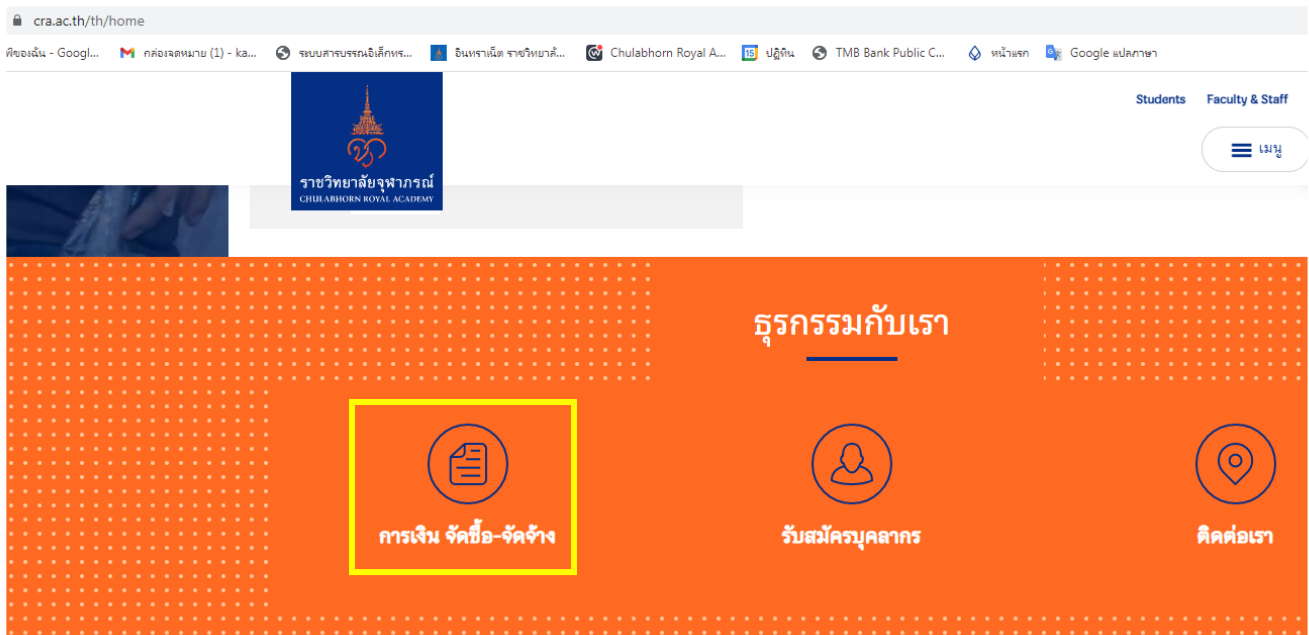 cra.ac.th/th/home
พิของฉัน - Googl... กล่องจดหมาย (1) - ka... ระบบสารบรรณอิเล็กทร... อินทราเน็ต ราชวิทยาลั... Chulabhorn Royal A... 15 ปฏิทิน TMB Bank Public C... หน้าแรก Google แปลภาษา
Students Faculty & Staff
เมนู
ราชวิทยาลัยจุฬาภรณ์
CHULABHORN ROYAL ACADEMY
ธุรกรรมกับเรา
การเงิน จัดซื้อ-จัดจ้าง รับสมัครบุคลากร ติดต่อเรา